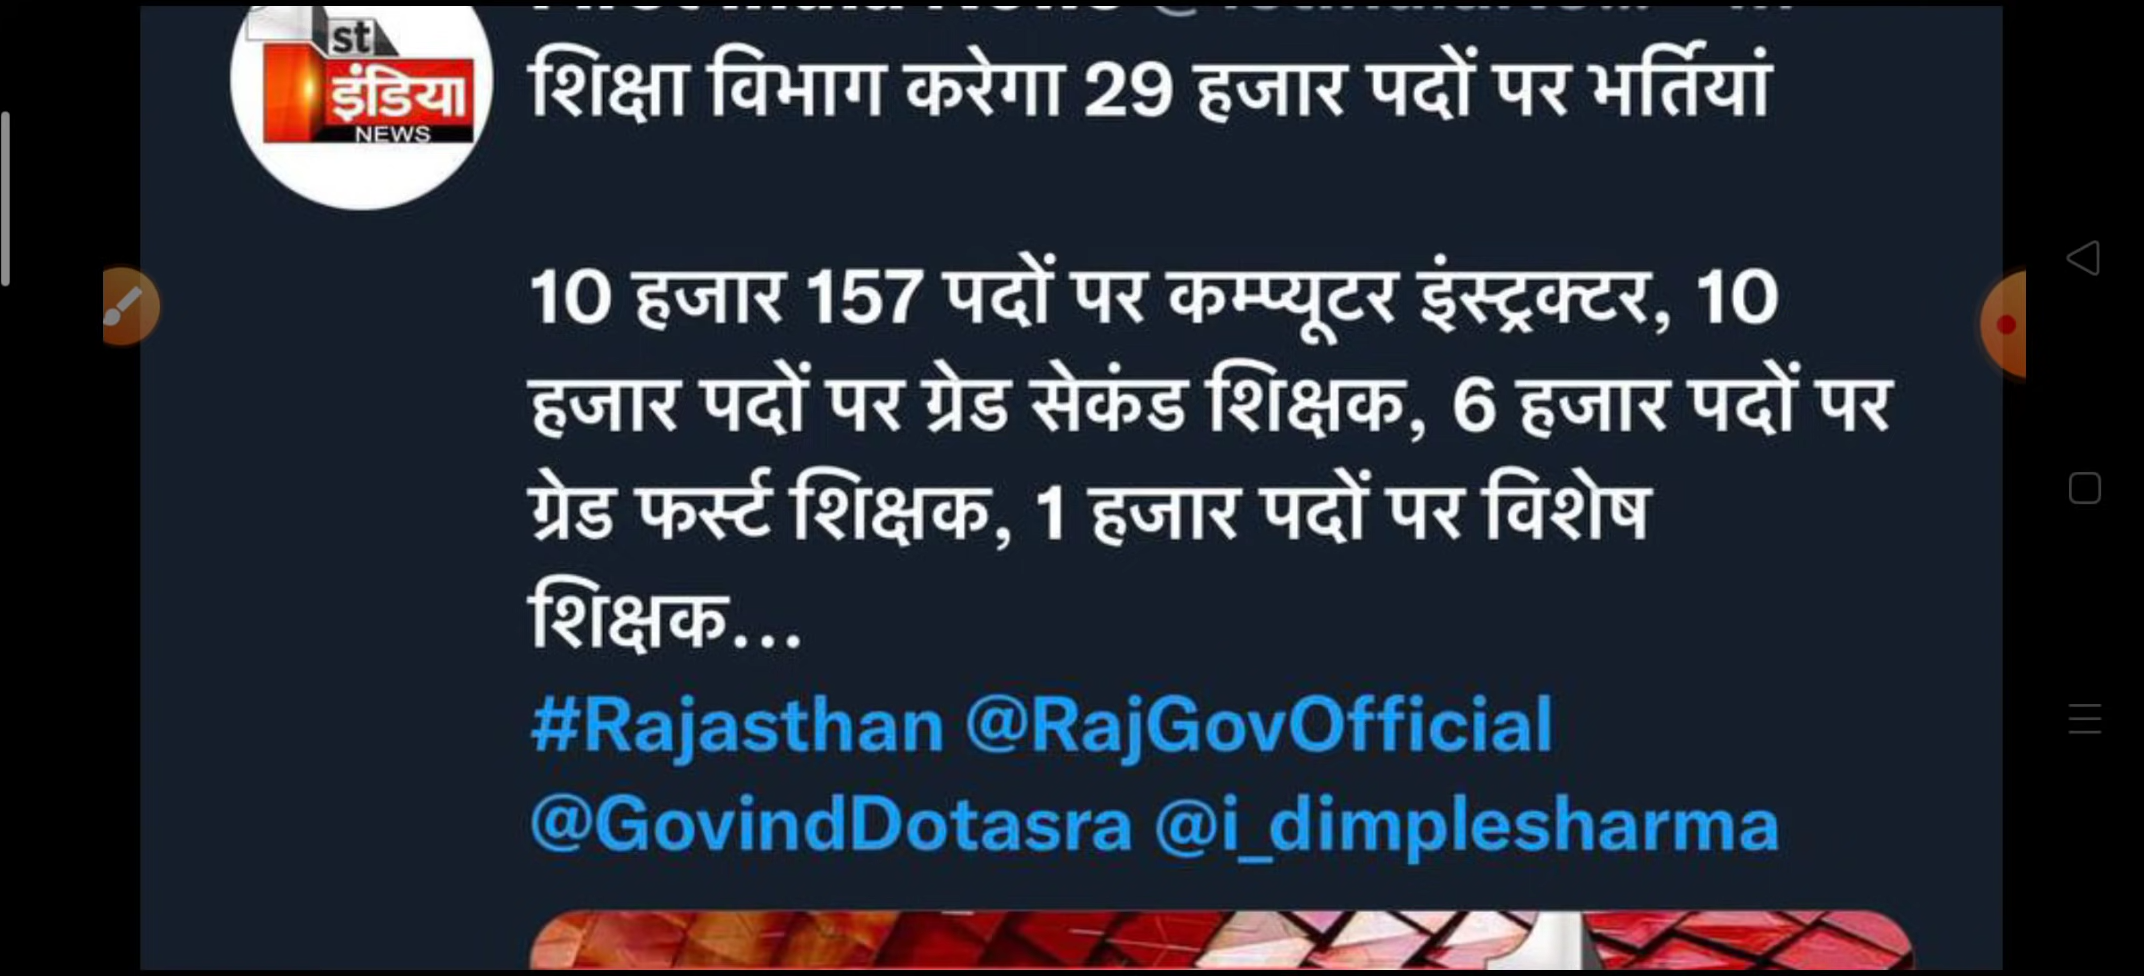 st
इंडिया
NEWS
शिक्षा विभाग करेगा 29 हजार पदों पर भर्तियां
10 हजार 157 पदों पर कम्प्यूटर इंस्ट्रक्टर, 10
हजार पदों पर ग्रेड सेकंड शिक्षक, 6 हजार पदों पर
ग्रेड फर्स्ट शिक्षक, 1 हजार पदों पर विशेष
शिक्षक...
#Rajasthan @RajGovOfficial
@GovindDotasra @i_dimplesharma